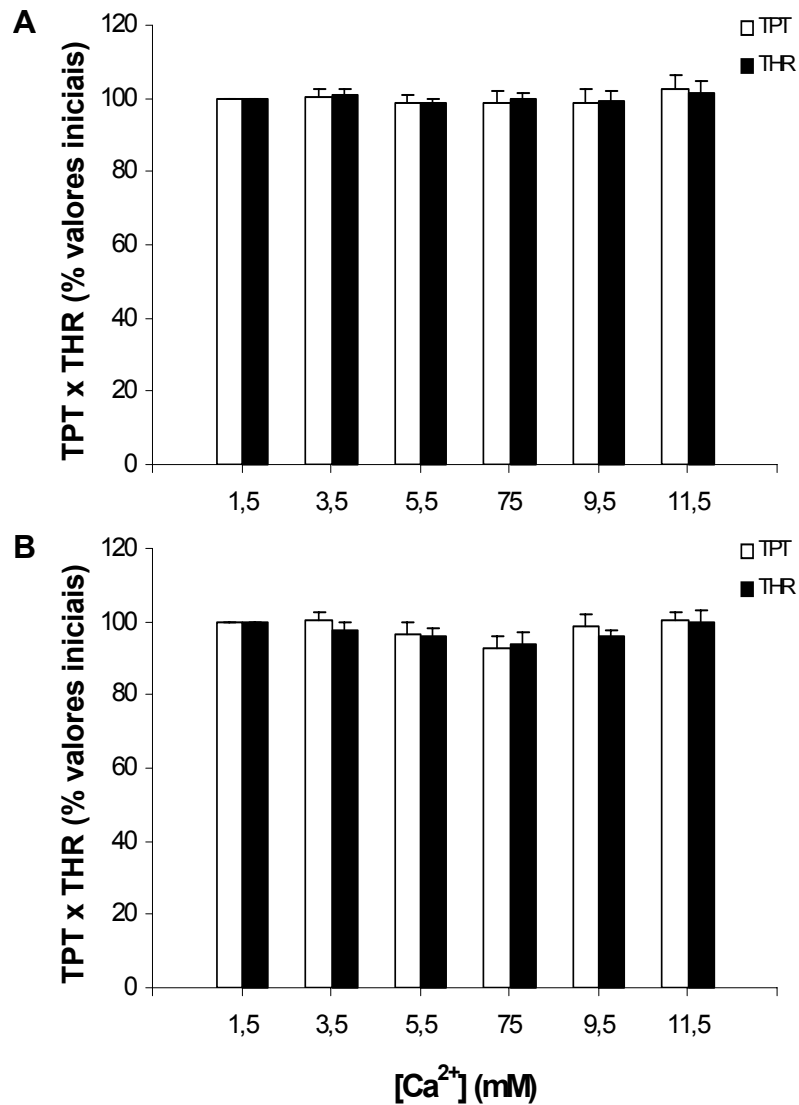 A
TPT
THR
TPT x THR (% valores iniciais)
120
100
80
60
40
20
0
1,5 3,5 5,5 75 9,5 11,5
B
TPT
THR
TPT x THR (% valores iniciais)
120
100
80
60
40
20
0
1,5 3,5 5,5 75 9,5 11,5
[Ca²⁺] (mM)